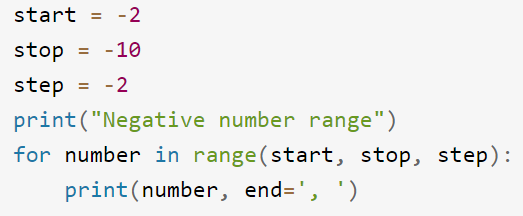 start = -2
stop = -10
step = -2
print("Negative number range")
for number in range(start, stop, step):
    print(number, end=', ')